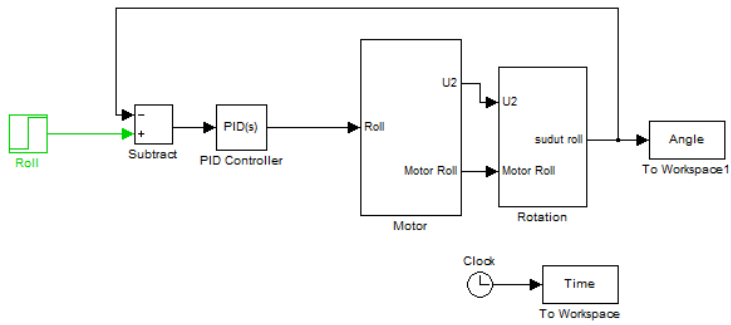 U2
U2
Roll
PID(s)
Roll
sudut roll
Angle
Subtract
PID Controller
To Workspace1
Motor Roll
Motor Roll
Motor
Rotation
Clock
Time
To Workspace
−
+